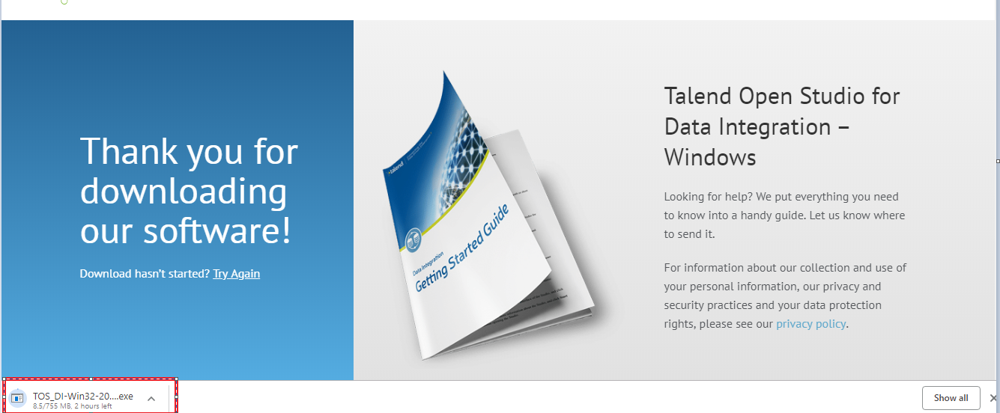 Thank you for
downloading
our software!
Download hasn't started? Try Again
talend
Data Integration
Getting Started Guide
Talend Open Studio for
Data Integration –
Windows
Looking for help? We put everything you need
to know into a handy guide. Let us know where
to send it.
For information about our collection and use of
your personal information, our privacy and
security practices and your data protection
rights, please see our privacy policy.
TOS_DI-Win32-20....exe
8.5/755 MB, 2 hours left
Show all